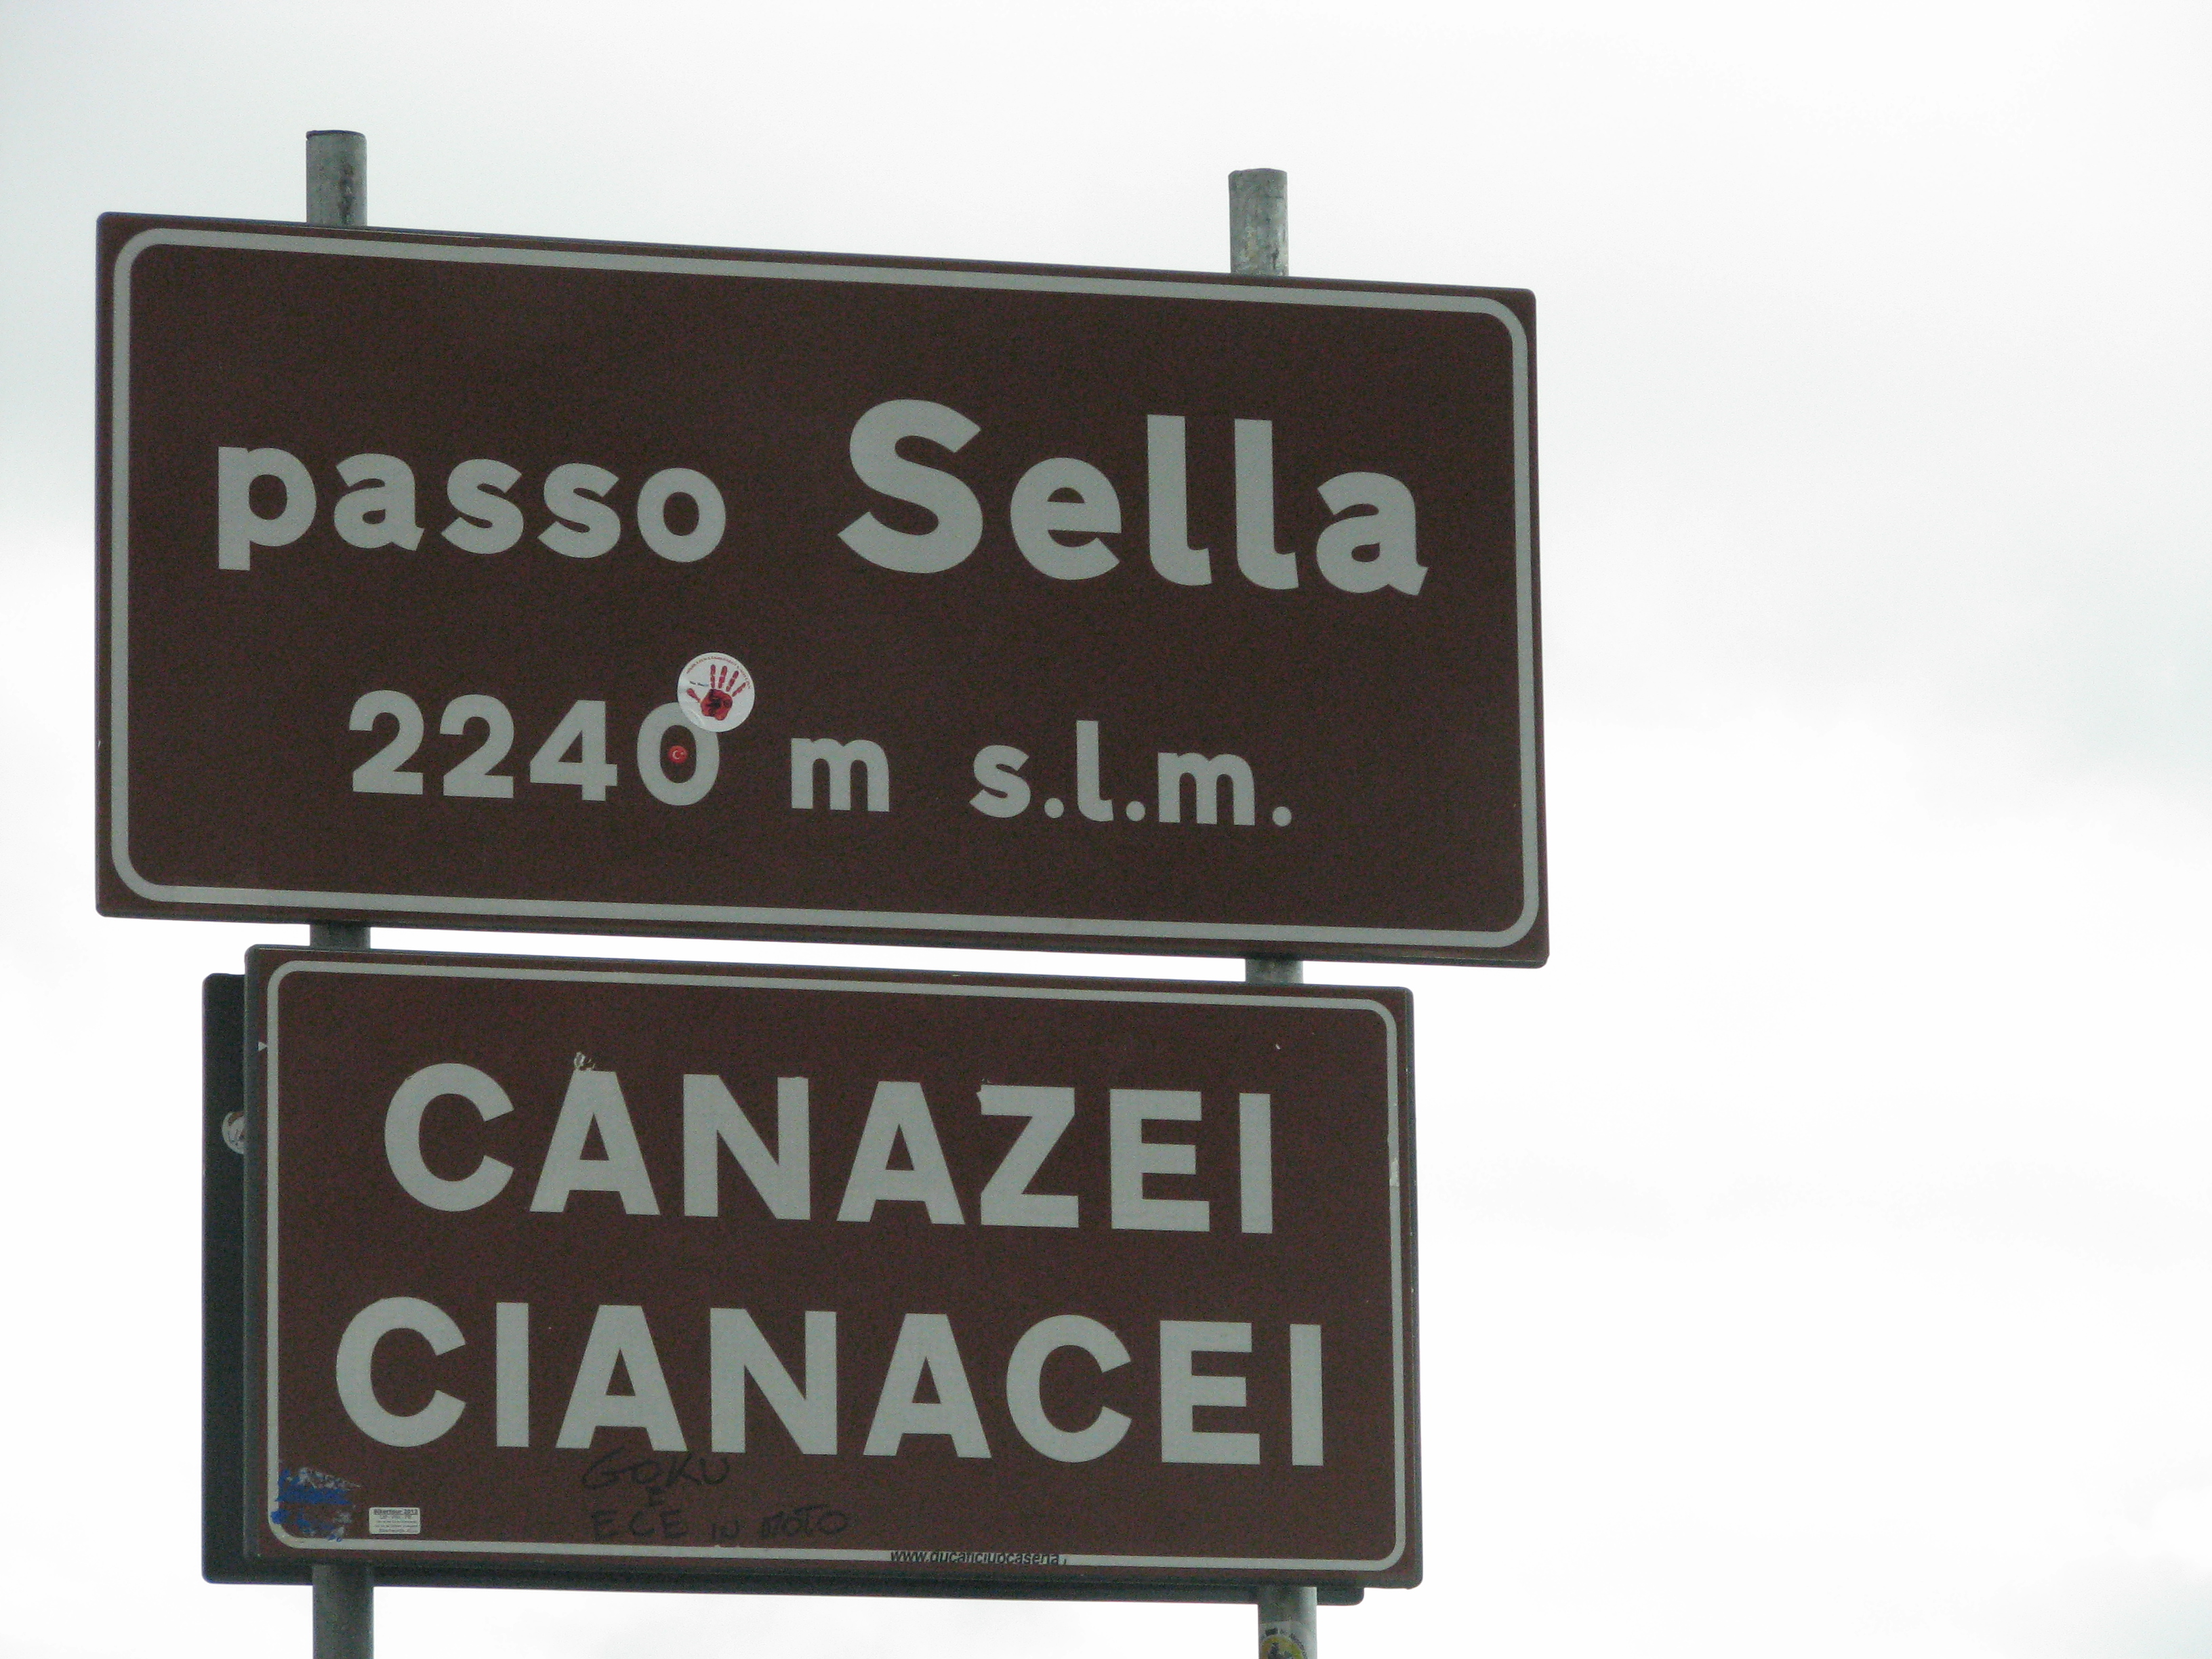 passo Sella
2240 m s.l.m.
CANAZEI
CIANACEI
GOKU
E
ECE IN MOTO